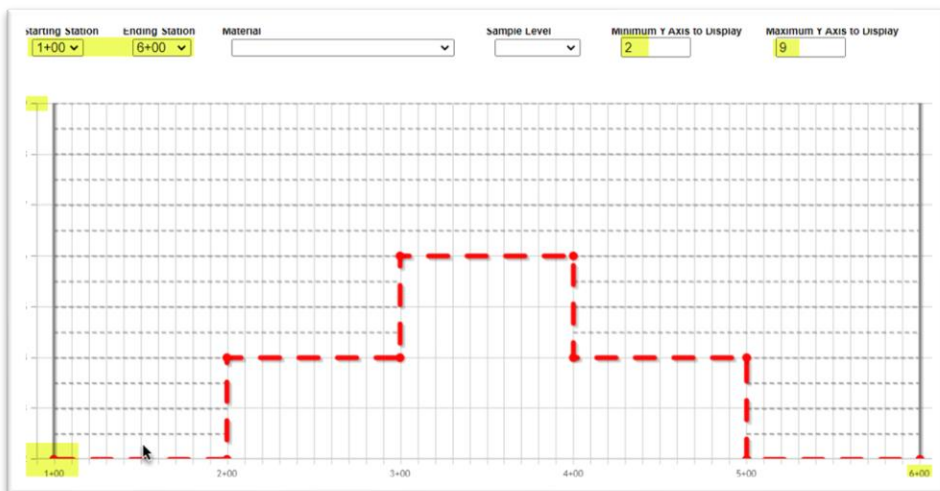 Starting Station Ending Station Material Sample Level Minimum Y Axis to Display Maximum Y Axis to Display
1+00 6+00 2 9
1+00 2+00 3+00 4+00 5+00 6+00